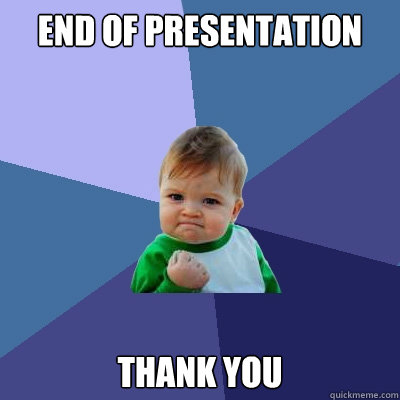 END OF PRESENTATION
THANK YOU
quickmeme.com